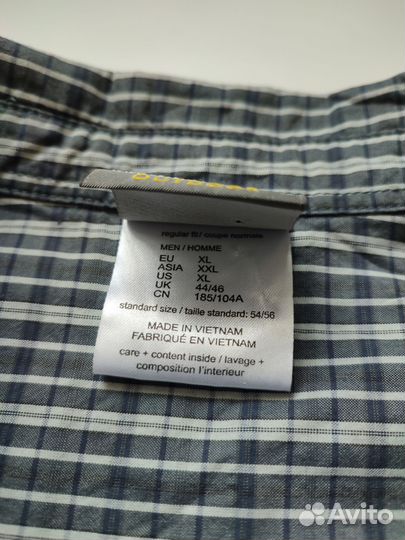 OUTDOOR
regular fit/ coupe normale
MEN / HOMME
EU XL
ASIA XXL
US XL
UK 44/46
CN 185/104A
standard size / taille standard: 54/56
MADE IN VIETNAM
FABRIQUÉ EN VIETNAM
care + content inside / lavage +
composition l'interieur
Avito